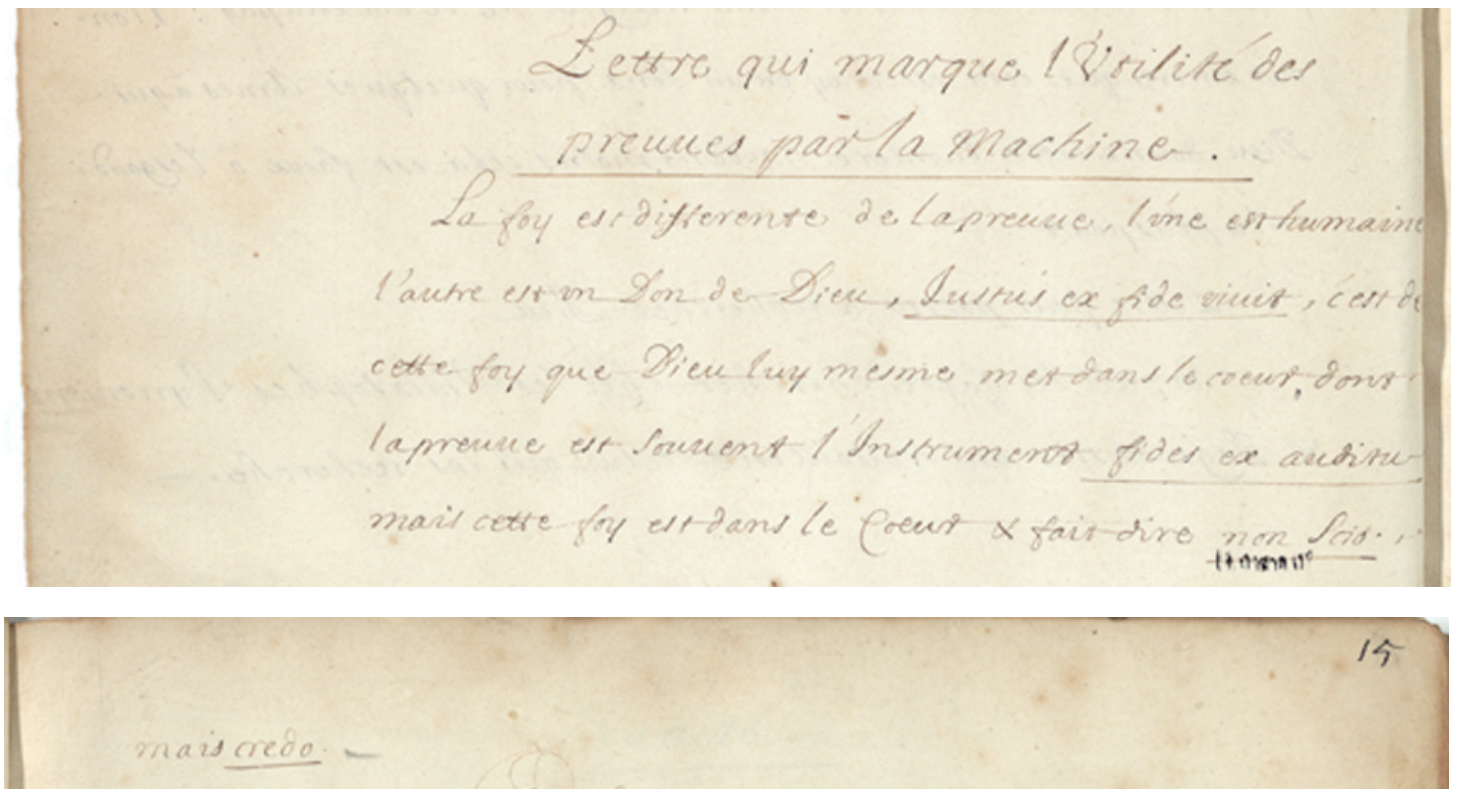 Lettre qui marque l'Vtilité des
preuues par la Machine.
La foy est differente de la preuue, l'vne est humaine
l'autre est vn Don de Dieu, Iustus ex fide viuit, c'est de
cette foy que Dieu luy mesme met dans le coeur, dont
la preuue est souuent l'Instrument fides ex auditu
mais cette foy est dans le Coeur & fait dire non Scio.
15
mais credo.